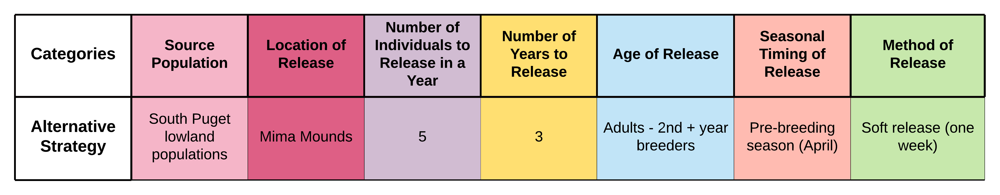 Categories
Source
Population
Location of
Release
Number of
Individuals to
Release in a
Year
Number of
Years to
Release
Age of Release
Seasonal
Timing of
Release
Method of
Release
Alternative
Strategy
South Puget
lowland
populations
Mima Mounds
5
3
Adults - 2nd + year
breeders
Pre-breeding
season (April)
Soft release (one
week)